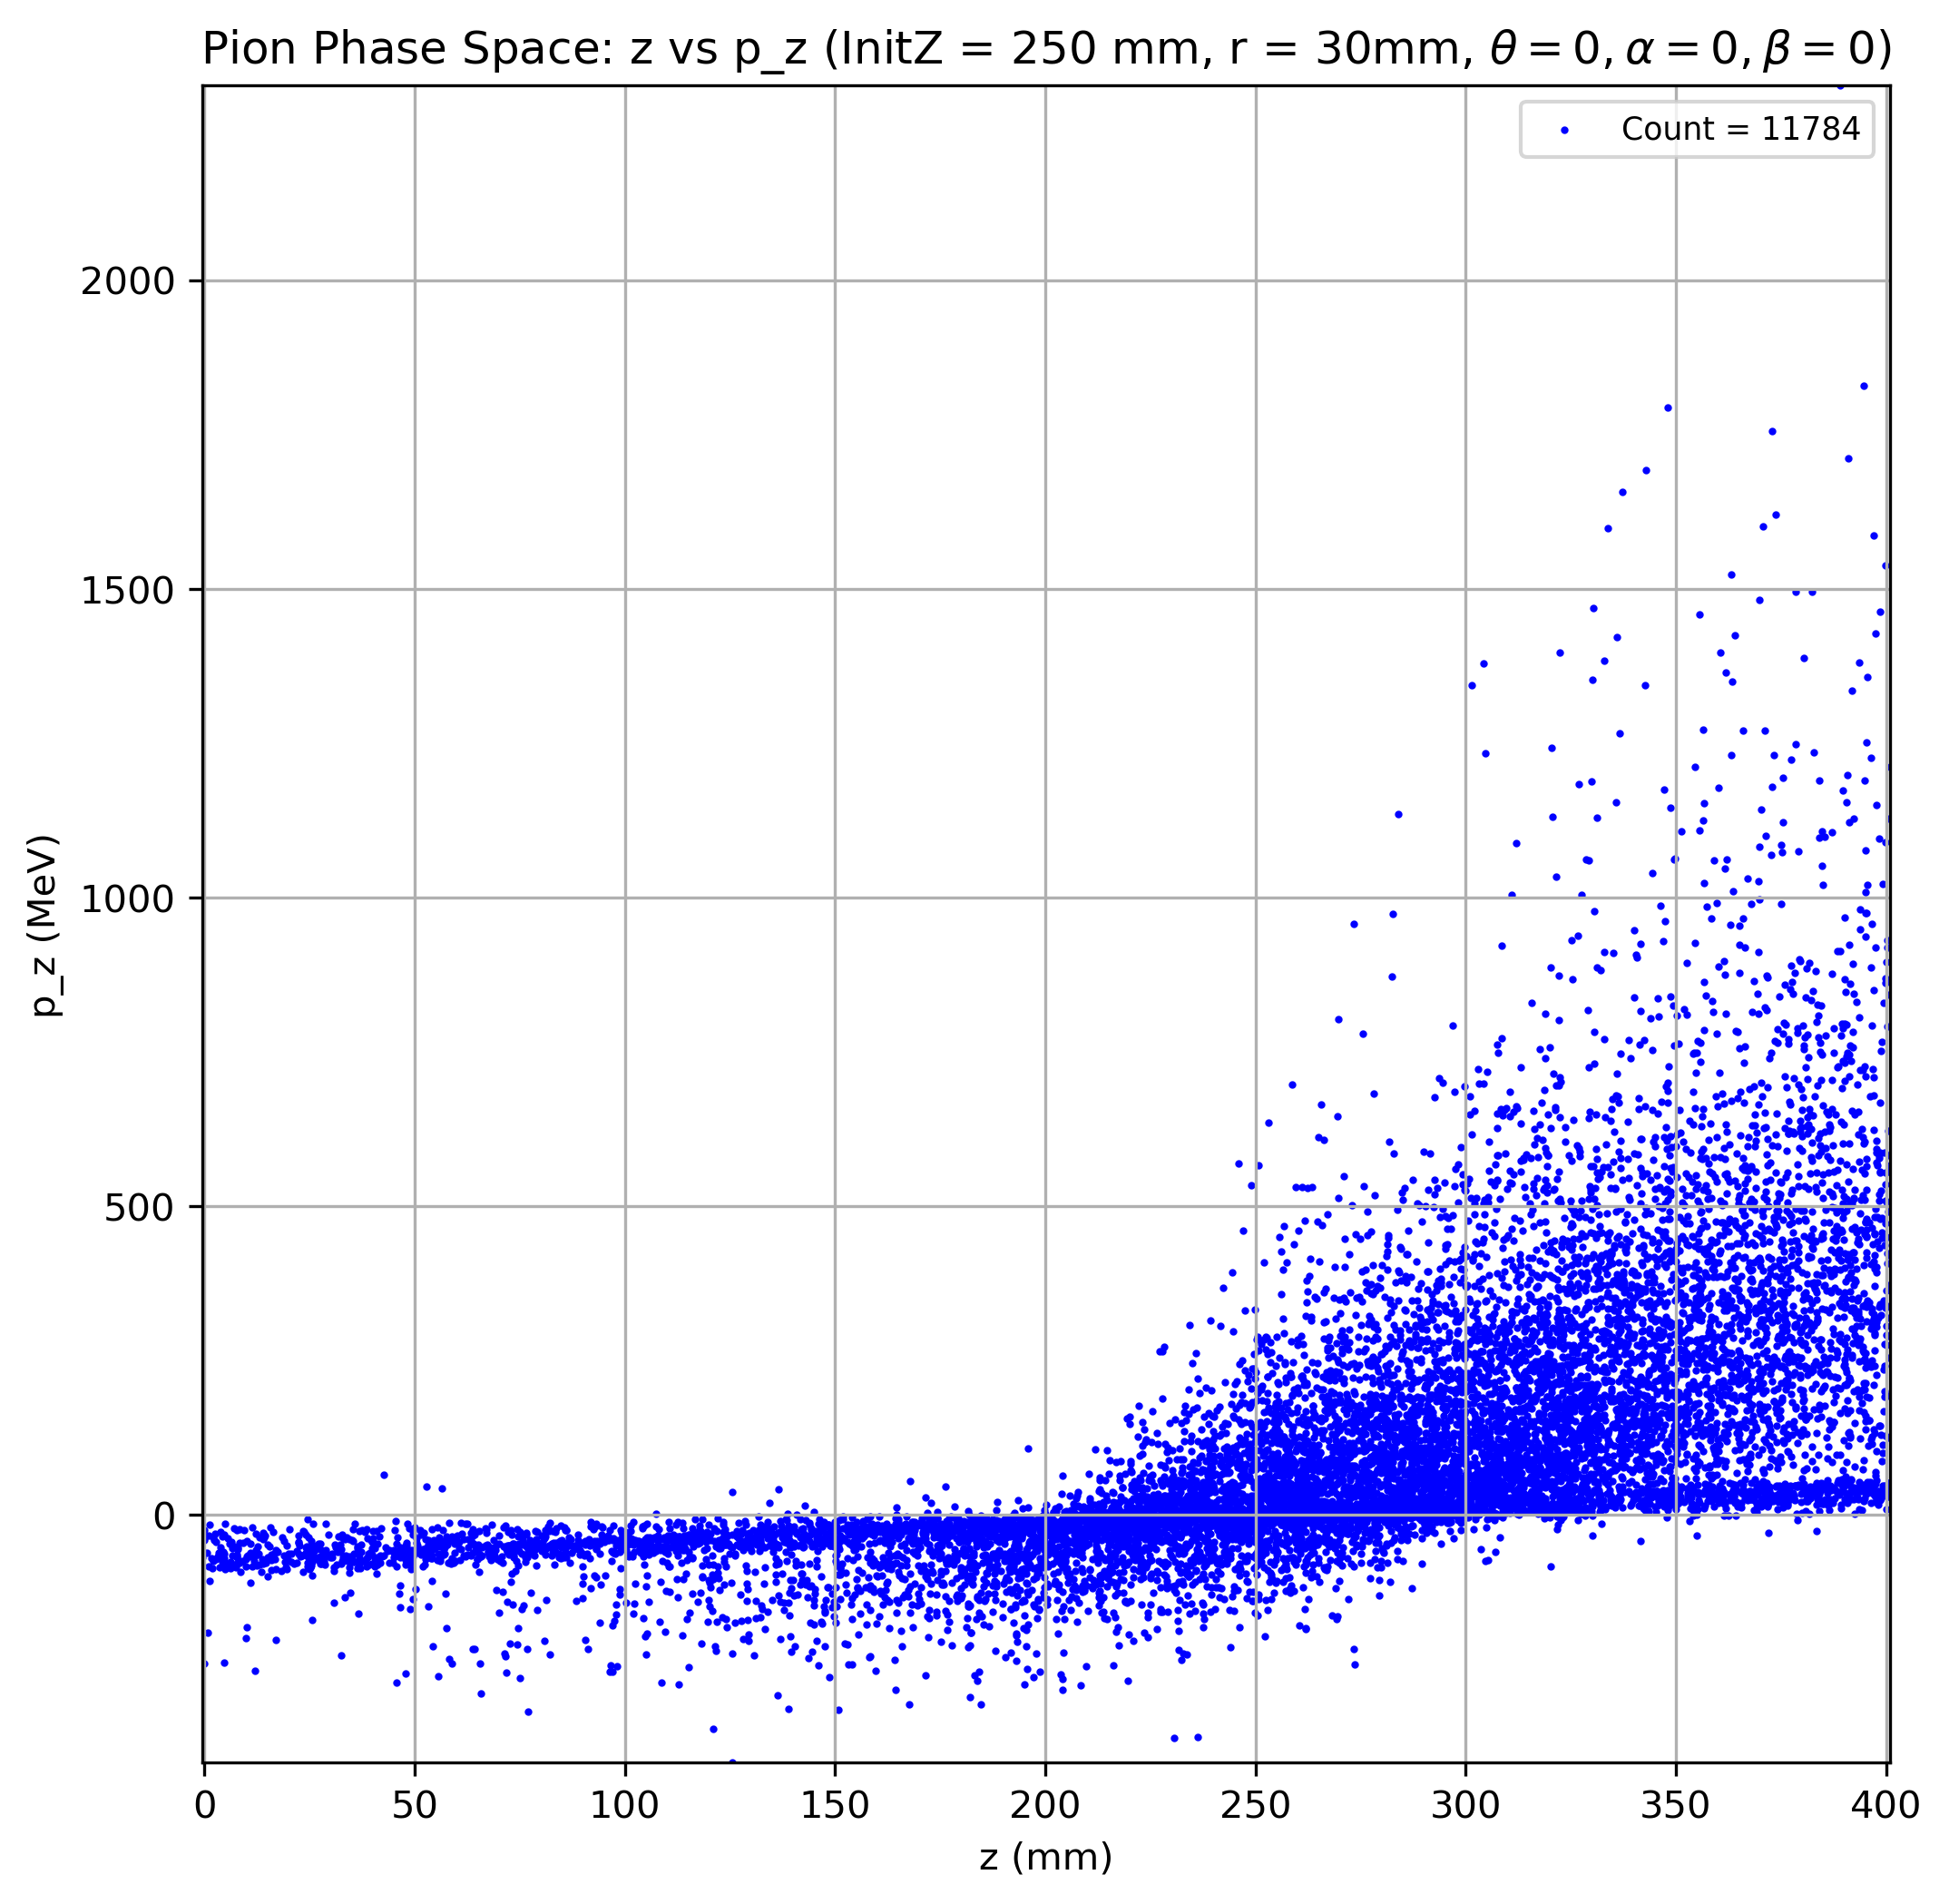 Pion Phase Space: z vs p_z (InitZ = 250 mm, r = 30mm, θ = 0, α = 0, β = 0)
Count = 11784
2000
1500
1000
500
0
p_z (MeV)
0 50 100 150 200 250 300 350 400
z (mm)